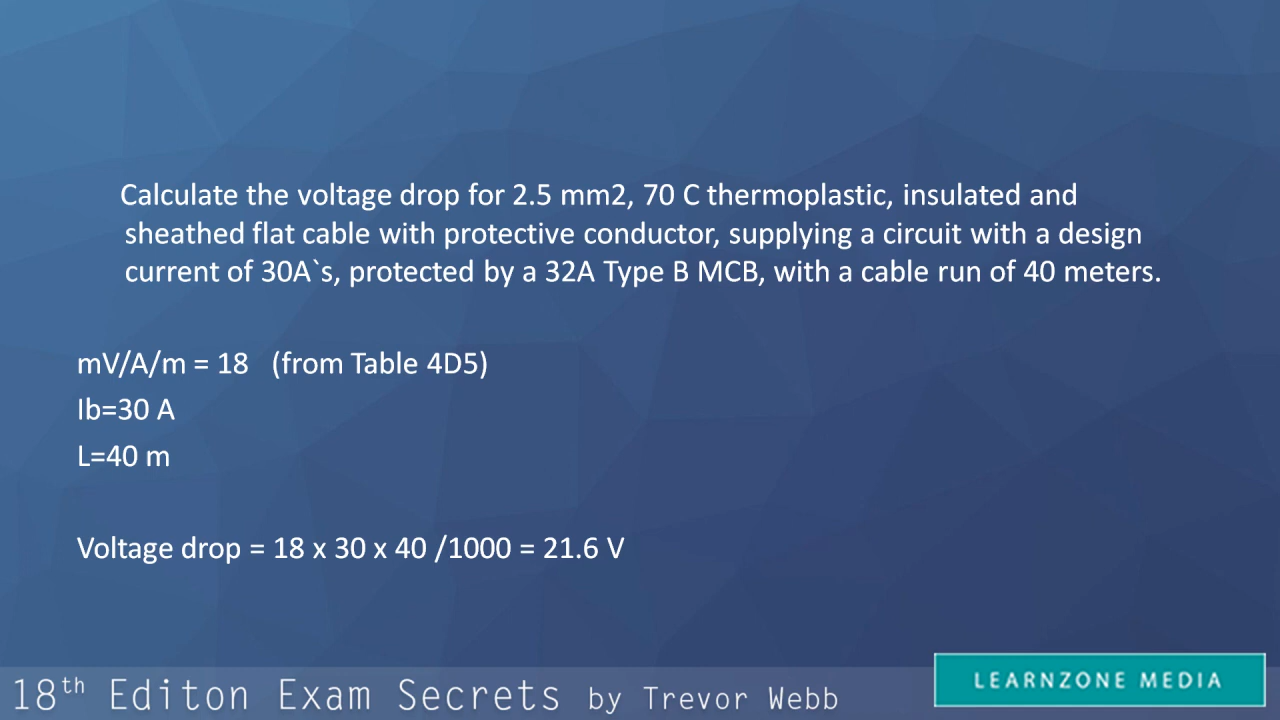 Calculate the voltage drop for 2.5 mm2, 70 C thermoplastic, insulated and
sheathed flat cable with protective conductor, supplying a circuit with a design
current of 30A`s, protected by a 32A Type B MCB, with a cable run of 40 meters.
mV/A/m = 18 (from Table 4D5)
Ib=30 A
L=40 m
Voltage drop = 18 x 30 x 40 /1000 = 21.6 V
18th Editon Exam Secrets by Trevor Webb
LEARNZONE MEDIA